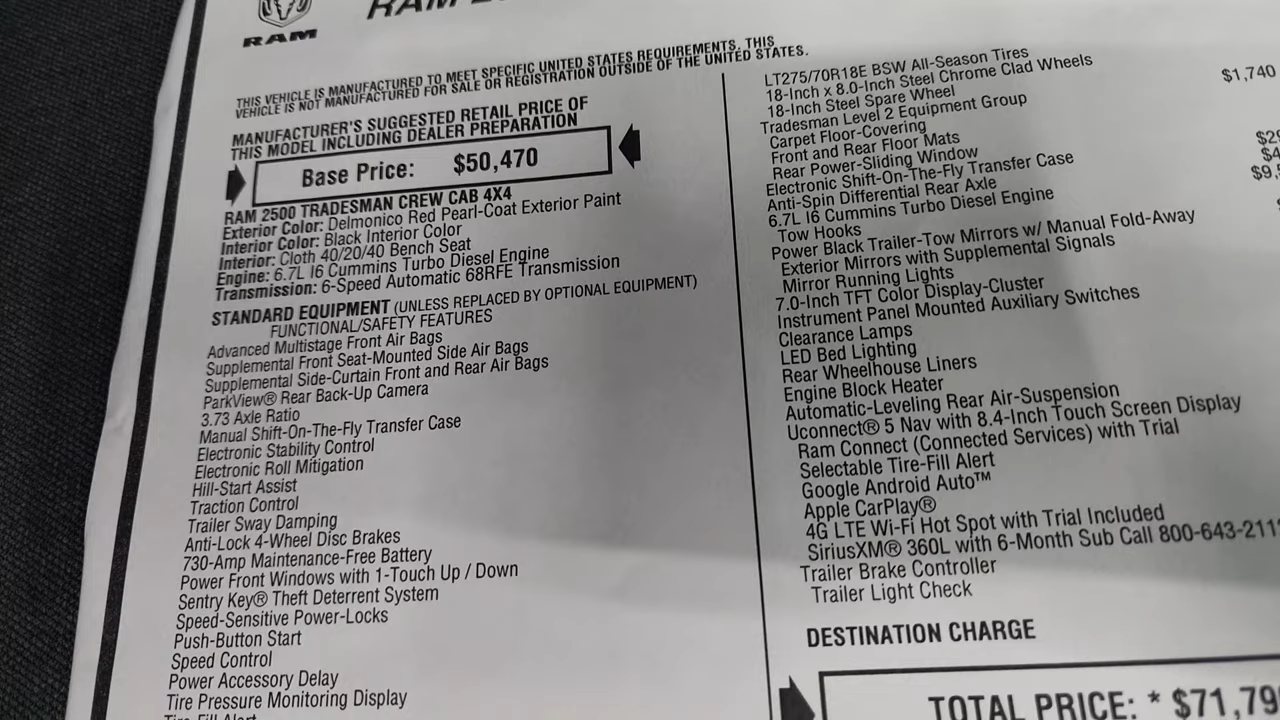 RAM
RAM
THIS VEHICLE IS MANUFACTURED TO MEET SPECIFIC UNITED STATES REQUIREMENTS. THIS
VEHICLE IS NOT MANUFACTURED FOR SALE OR REGISTRATION OUTSIDE OF THE UNITED STATES.
MANUFACTURER'S SUGGESTED RETAIL PRICE OF
THIS MODEL INCLUDING DEALER PREPARATION
Base Price: $50,470
RAM 2500 TRADESMAN CREW CAB 4X4
Exterior Color: Delmonico Red Pearl-Coat Exterior Paint
Interior Color: Black Interior Color
Interior: Cloth 40/20/40 Bench Seat
Engine: 6.7L I6 Cummins Turbo Diesel Engine
Transmission: 6-Speed Automatic 68RFE Transmission
STANDARD EQUIPMENT (UNLESS REPLACED BY OPTIONAL EQUIPMENT)
FUNCTIONAL/SAFETY FEATURES
Advanced Multistage Front Air Bags
Supplemental Front Seat-Mounted Side Air Bags
Supplemental Side-Curtain Front and Rear Air Bags
ParkView® Rear Back-Up Camera
3.73 Axle Ratio
Manual Shift-On-The-Fly Transfer Case
Electronic Stability Control
Electronic Roll Mitigation
Hill-Start Assist
Traction Control
Trailer Sway Damping
Anti-Lock 4-Wheel Disc Brakes
730-Amp Maintenance-Free Battery
Power Front Windows with 1-Touch Up / Down
Sentry Key® Theft Deterrent System
Speed-Sensitive Power-Locks
Push-Button Start
Speed Control
Power Accessory Delay
Tire Pressure Monitoring Display
Tire-Fill Alert
LT275/70R18E BSW All-Season Tires
18-Inch x 8.0-Inch Steel Chrome Clad Wheels
18-Inch Steel Spare Wheel
Tradesman Level 2 Equipment Group $1,740
Carpet Floor-Covering
Front and Rear Floor Mats
Rear Power-Sliding Window
Electronic Shift-On-The-Fly Transfer Case
Anti-Spin Differential Rear Axle
6.7L I6 Cummins Turbo Diesel Engine
Tow Hooks
Power Black Trailer-Tow Mirrors w/ Manual Fold-Away
Exterior Mirrors with Supplemental Signals
Mirror Running Lights
7.0-Inch TFT Color Display-Cluster
Instrument Panel Mounted Auxiliary Switches
Clearance Lamps
LED Bed Lighting
Rear Wheelhouse Liners
Engine Block Heater
Automatic-Leveling Rear Air-Suspension
Uconnect® 5 Nav with 8.4-Inch Touch Screen Display
Ram Connect (Connected Services) with Trial
Selectable Tire-Fill Alert
Google Android Auto™
Apple CarPlay®
4G LTE Wi-Fi Hot Spot with Trial Included
SiriusXM® 360L with 6-Month Sub Call 800-643-211
Trailer Brake Controller
Trailer Light Check
DESTINATION CHARGE
TOTAL PRICE: * $71,79